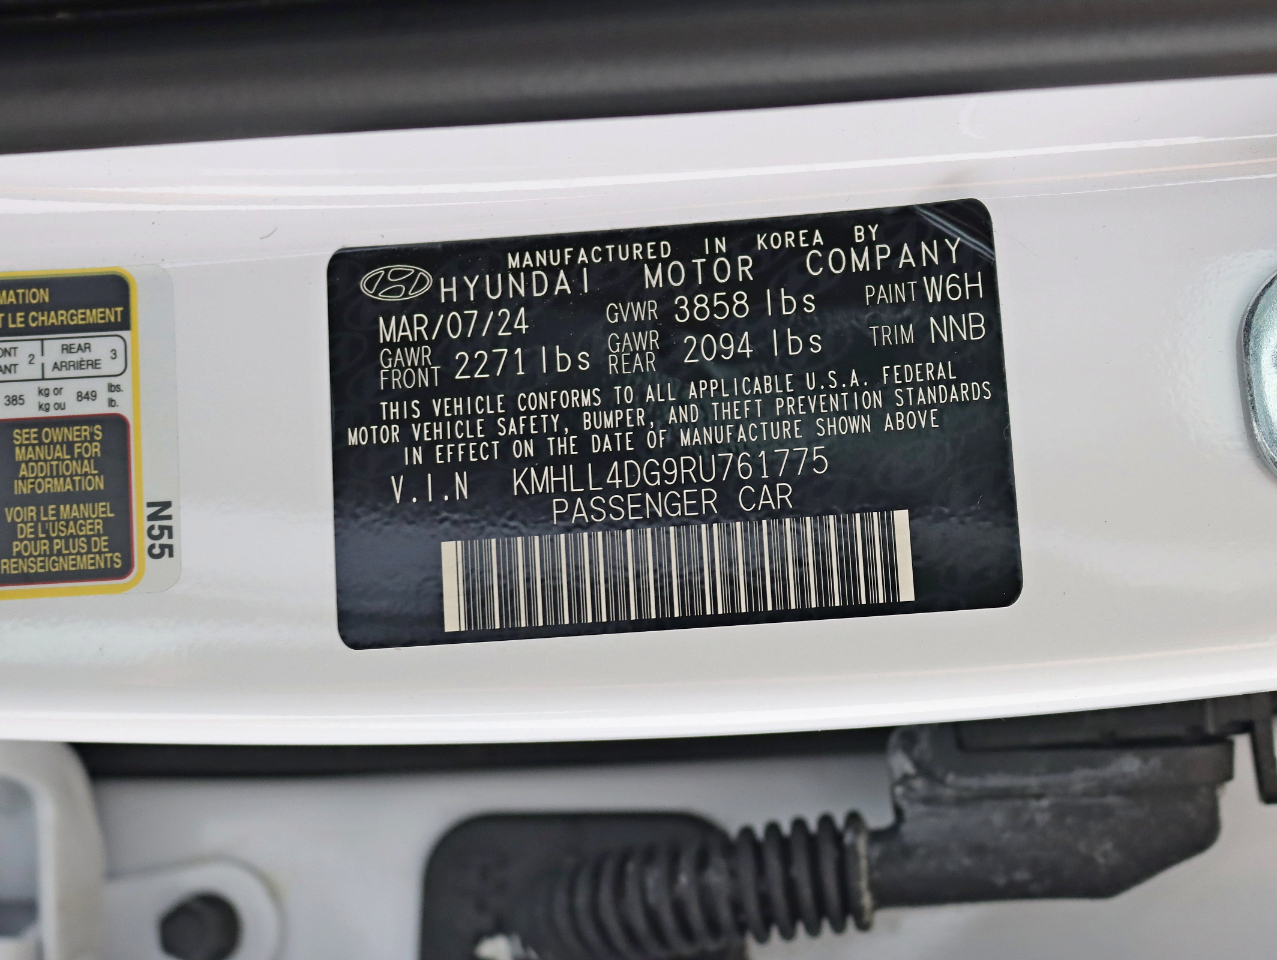 MANUFACTURED IN KOREA BY
HYUNDAI MOTOR COMPANY
MAR/07/24 GVWR 3858 lbs PAINT W6H
GAWR FRONT 2271 lbs GAWR REAR 2094 lbs TRIM NNB
THIS VEHICLE CONFORMS TO ALL APPLICABLE U.S.A. FEDERAL
MOTOR VEHICLE SAFETY, BUMPER, AND THEFT PREVENTION STANDARDS
IN EFFECT ON THE DATE OF MANUFACTURE SHOWN ABOVE
V.I.N KMHLL4DG9RU761775
PASSENGER CAR
MATION
T LE CHARGEMENT
ONT 2 REAR 3
ANT ARRIÈRE
385 kg or 849 lbs.
kg ou lb.
SEE OWNER'S
MANUAL FOR
ADDITIONAL
INFORMATION
VOIR LE MANUEL
DE L'USAGER
POUR PLUS DE
RENSEIGNEMENTS
N55